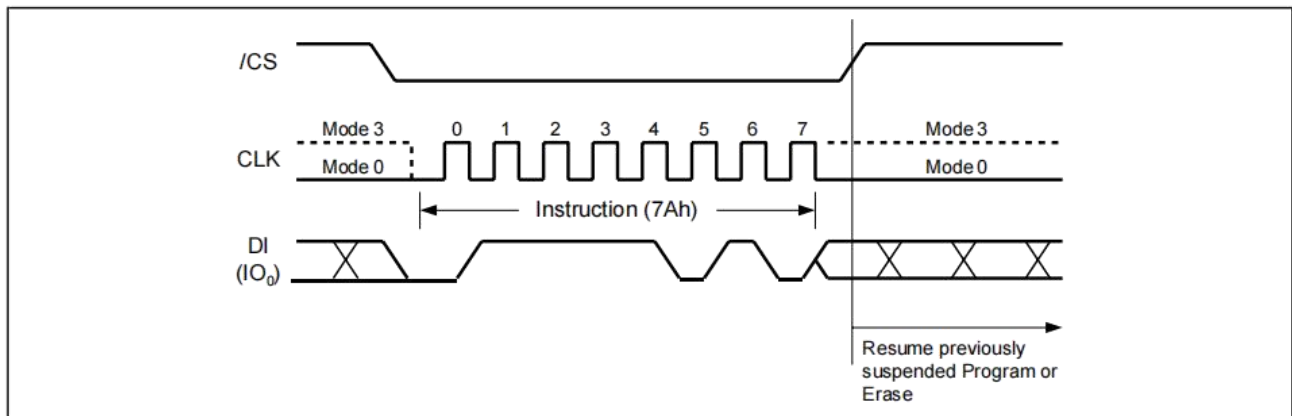 /CS
Mode 3 0 1 2 3 4 5 6 7 Mode 3
CLK
Mode 0 Mode 0
Instruction (7Ah)
DI
(IO₀)
Resume previously
suspended Program or
Erase